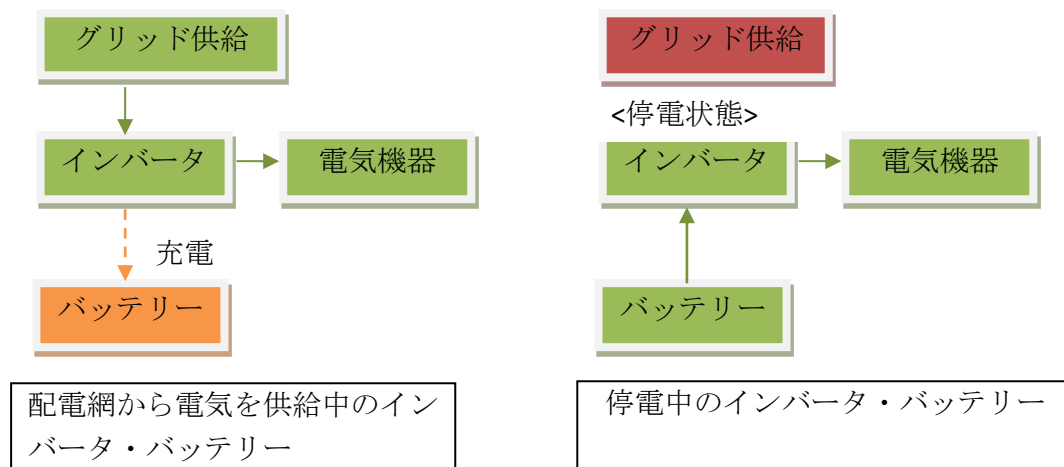 グリッド供給
インバータ
電気機器
充電
バッテリー
配電網から電気を供給中のイン
バータ・バッテリー
グリッド供給
<停電状態>
インバータ
電気機器
バッテリー
停電中のインバータ・バッテリー